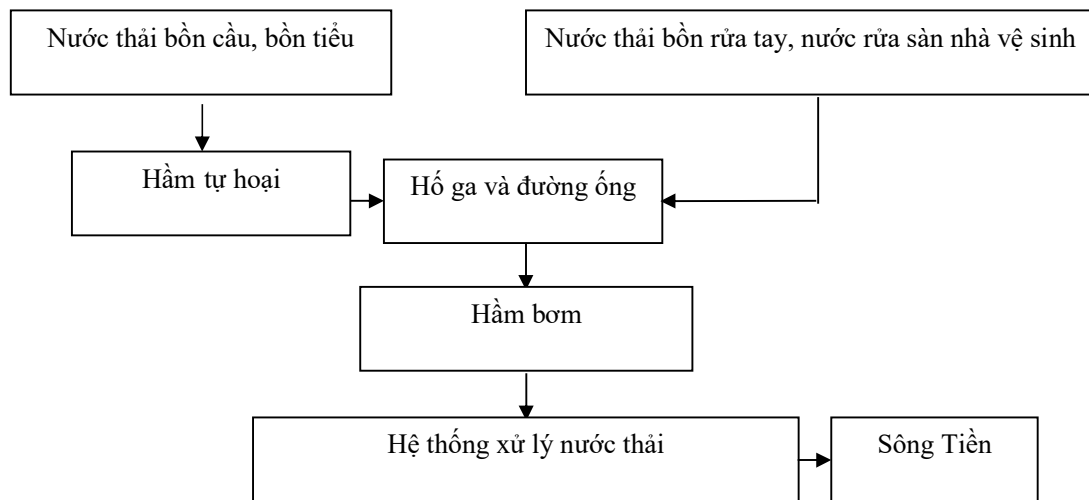 Nước thải bồn cầu, bồn tiểu
Nước thải bồn rửa tay, nước rửa sàn nhà vệ sinh
Hầm tự hoại
Hố ga và đường ống
Hầm bơm
Hệ thống xử lý nước thải
Sông Tiền